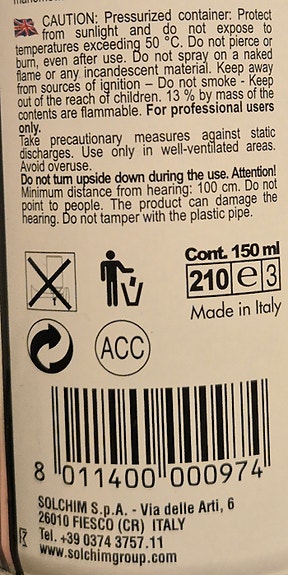 CAUTION: Pressurized container: Protect
from sunlight and do not expose to
temperatures exceeding 50 °C. Do not pierce or
burn, even after use. Do not spray on a naked
flame or any incandescent material. Keep away
from sources of ignition – Do not smoke - Keep
out of the reach of children. 13 % by mass of the
contents are flammable. For professional users
only.
Take precautionary measures against static
discharges. Use only in well-ventilated areas.
Avoid overuse.
Do not turn upside down during the use. Attention!
Minimum distance from hearing: 100 cm. Do not
point to people. The product can damage the
hearing. Do not tamper with the plastic pipe.
Cont. 150 ml
210 e 3
Made in Italy
ACC
8 011400 000974
SOLCHIM S.p.A. - Via delle Arti, 6
26010 FIESCO (CR) ITALY
Tel. +39 0374 3757.11
www.solchimgroup.com